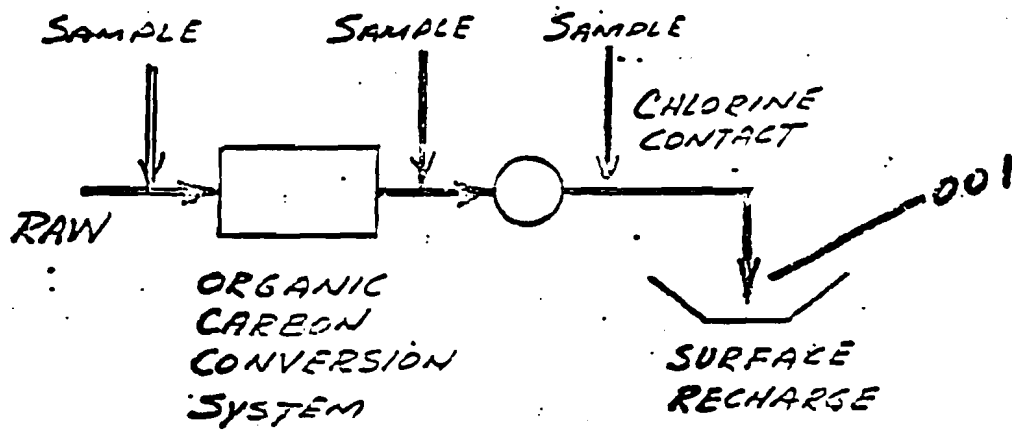 SAMPLE
SAMPLE
SAMPLE
CHLORINE
CONTACT
001
RAW
ORGANIC
CARBON
CONVERSION
SYSTEM
SURFACE
RECHARGE